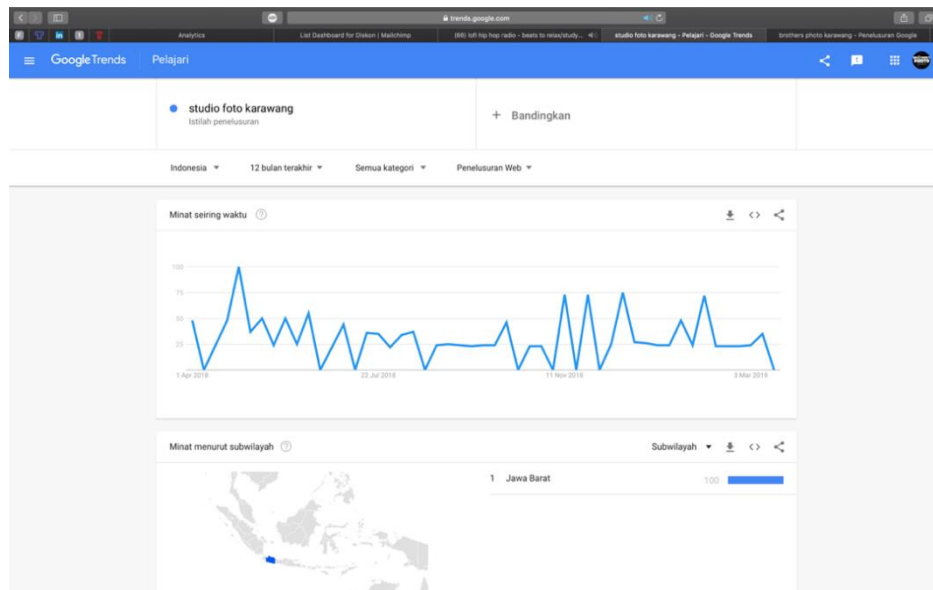 trends.google.com
Analytics
List Dashboard for Diskon | Mailchimp
(88) lofi hip hop radio - beats to relax/study...
studio foto karawang - Pelajari - Google Trends
brothers photo karawang - Penelusuran Google
Google Trends Pelajari
studio foto karawang
Istilah penelusuran
+ Bandingkan
Indonesia
12 bulan terakhir
Semua kategori
Penelusuran Web
Minat seiring waktu
100
75
50
25
1 Apr 2018
22 Jul 2018
11 Nov 2018
3 Mar 2019
Minat menurut subwilayah
Subwilayah
1 Jawa Barat
100